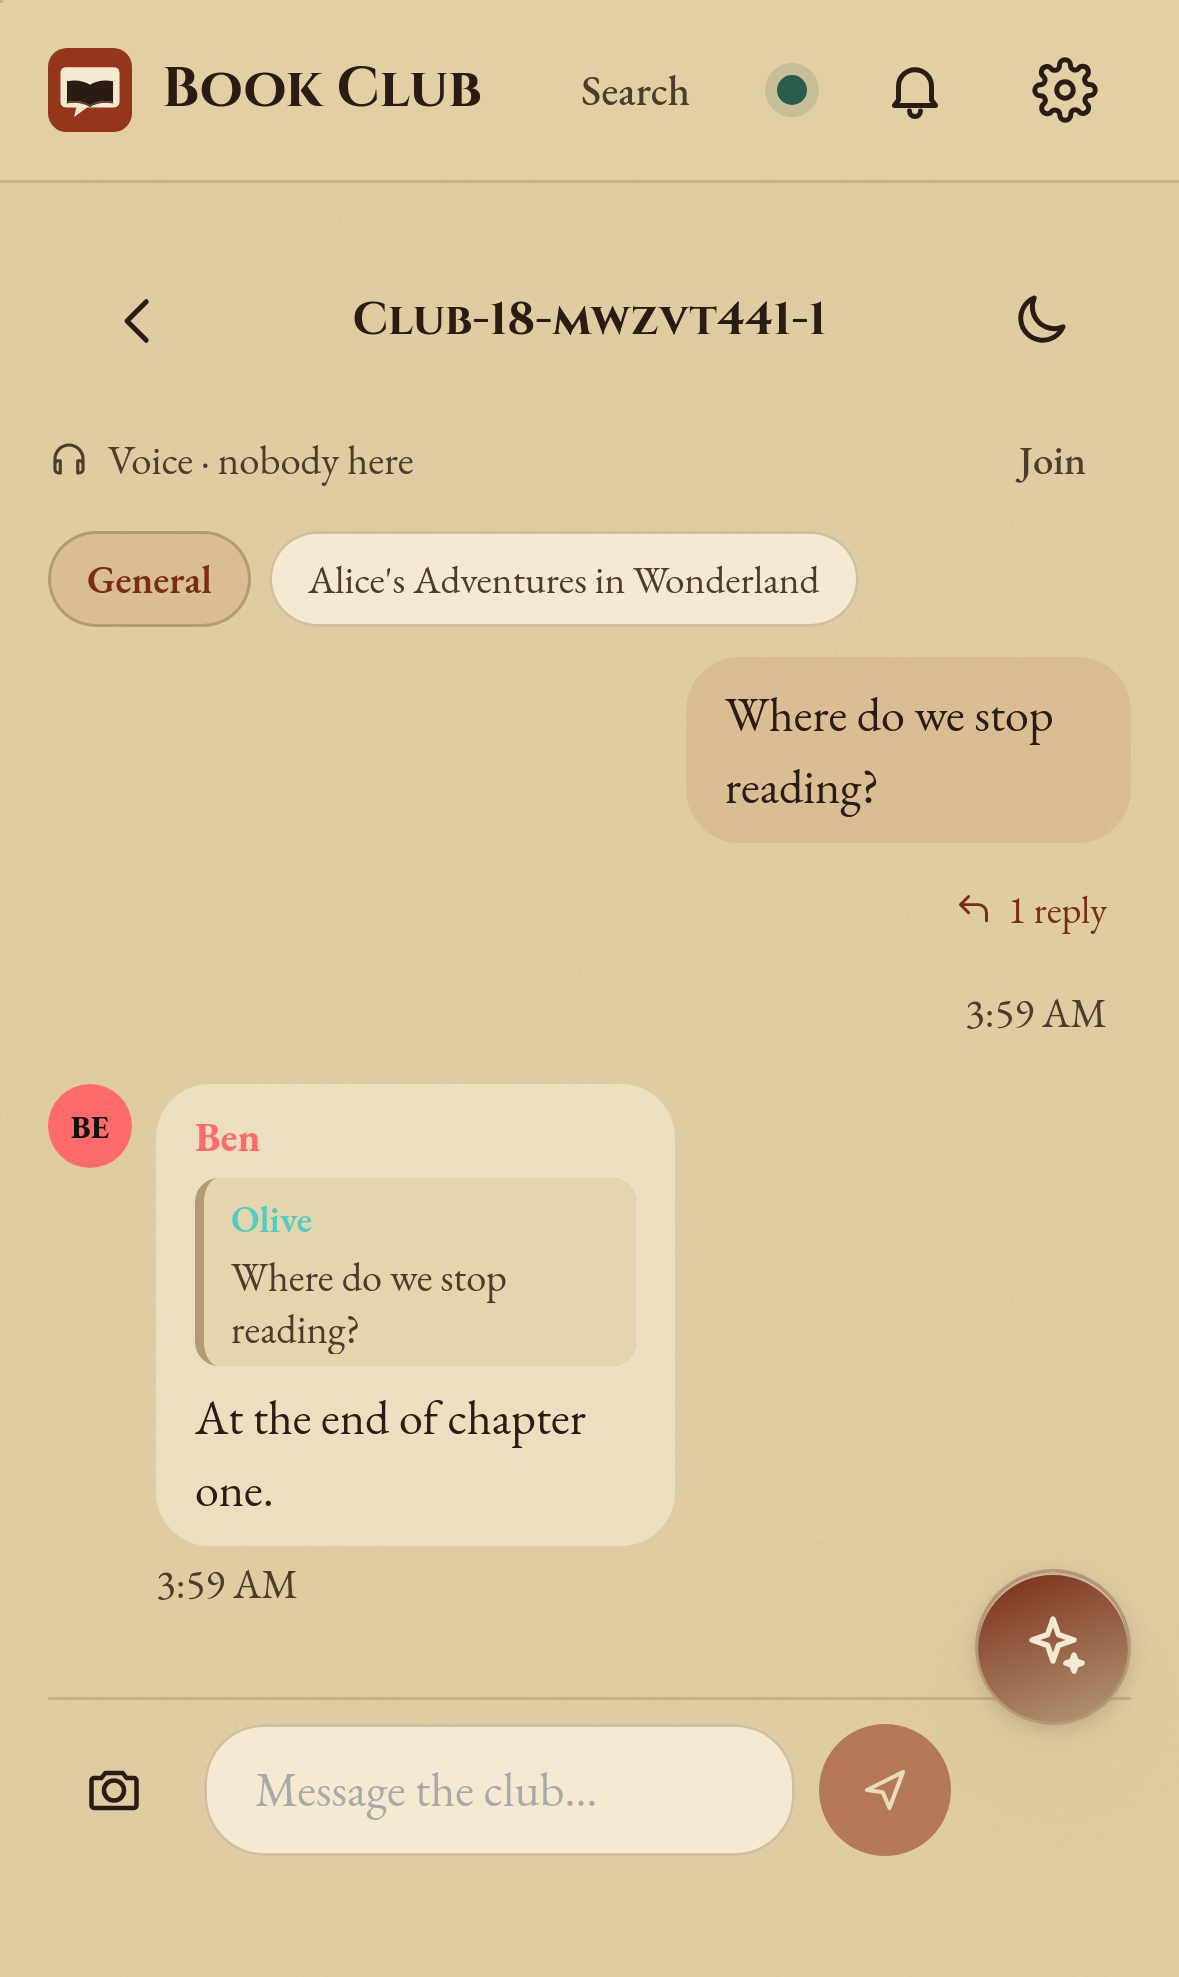 Book Club
Search
Club-18-mwzvt441-1
Voice · nobody here
Join
General
Alice's Adventures in Wonderland
Where do we stop
reading?
1 reply
3:59 AM
BE
Ben
Olive
Where do we stop
reading?
At the end of chapter
one.
3:59 AM
Message the club...